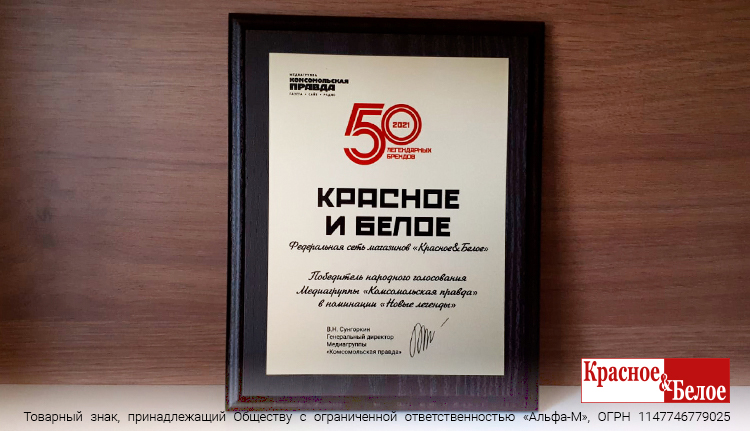 МЕДИАГРУППА
КОМСОМОЛЬСКАЯ
ПРАВДА
ГАЗЕТА • САЙТ • РАДИО
50
2021
ЛЕГЕНДАРНЫХ
БРЕНДОВ
КРАСНОЕ
И БЕЛОЕ
Федеральная сеть магазинов «Красное&Белое»
Победитель народного голосования
Медиагруппы «Комсомольская правда»
в номинации «Новые легенды»
В.Н. Сунгоркин
Генеральный директор
Медиагруппы
«Комсомольская правда»
Красное
&Белое
Товарный знак, принадлежащий Обществу с ограниченной ответственностью «Альфа-М», ОГРН 1147746779025